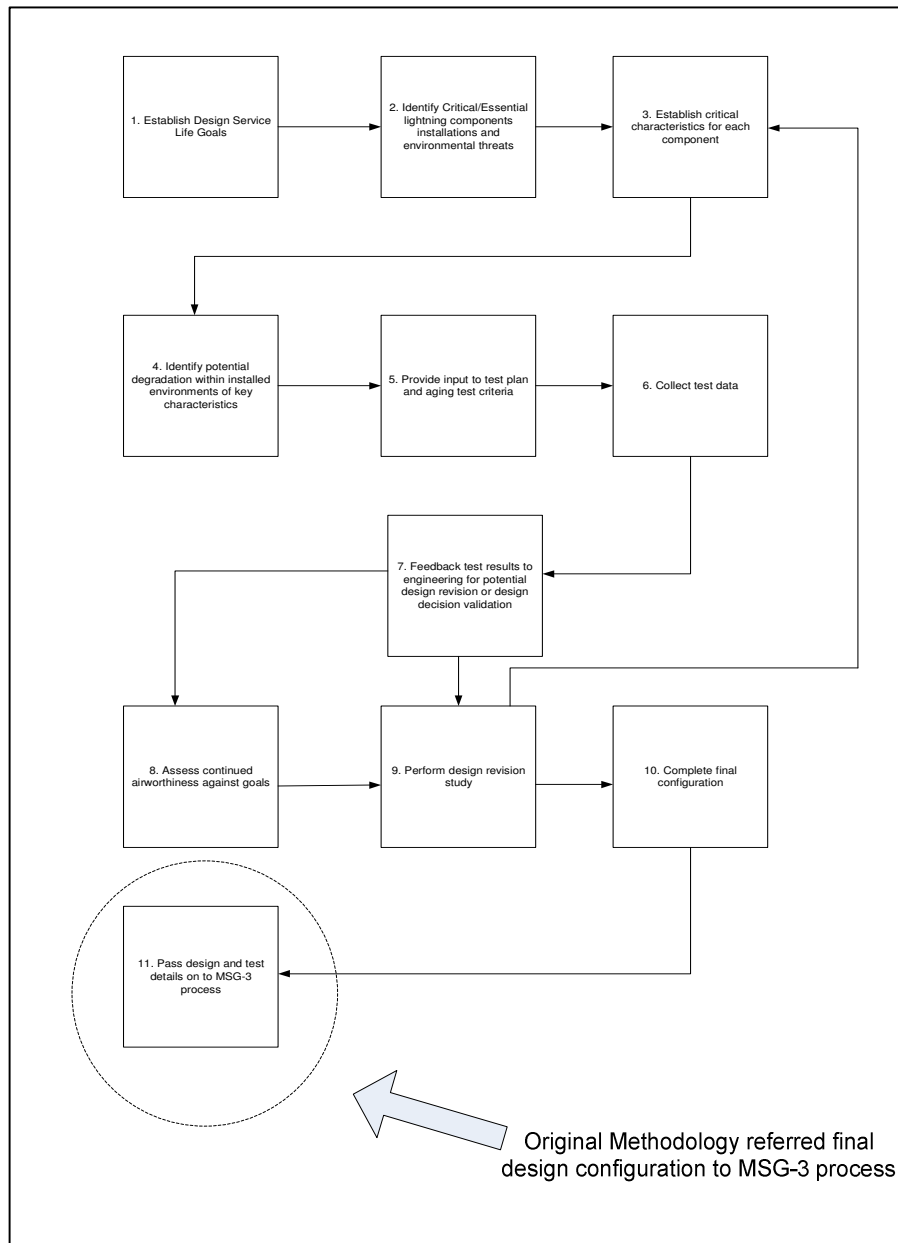 1. Establish Design Service
Life Goals
2. Identify Critical/Essential
lightning components
installations and
environmental threats
3. Establish critical
characteristics for each
component
4. Identify potential
degradation within installed
environments of key
characteristics
5. Provide input to test plan
and aging test criteria
6. Collect test data
7. Feedback test results to
engineering for potential
design revision or design
decision validation
8. Assess continued
airworthiness against goals
9. Perform design revision
study
10. Complete final
configuration
11. Pass design and test
details on to MSG-3
process
Original Methodology referred final
design configuration to MSG-3 process